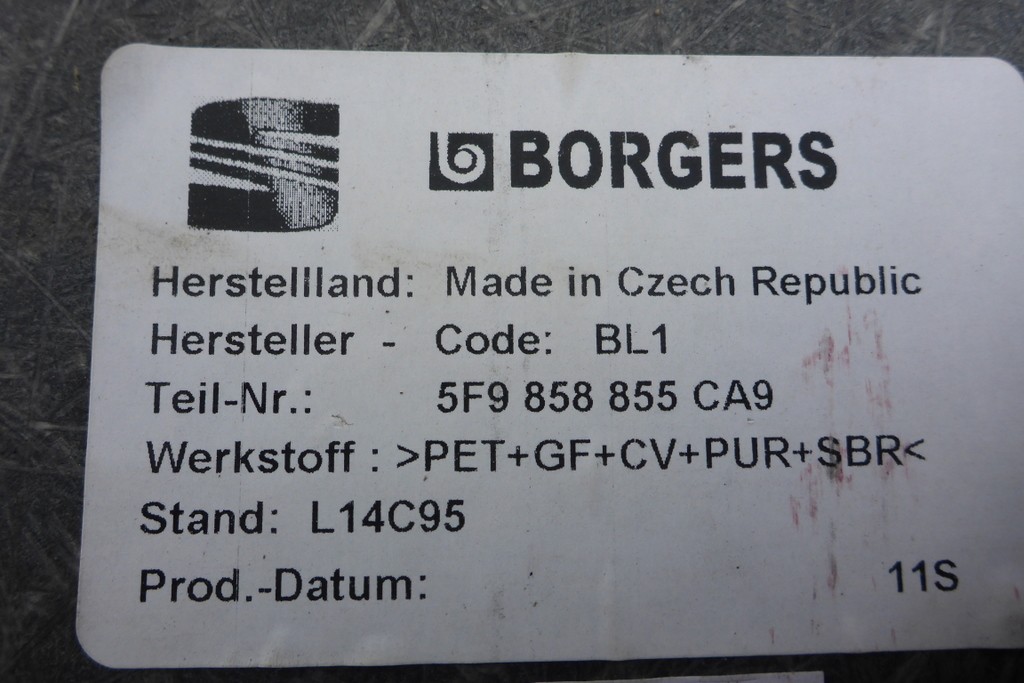 BORGERS
Herstellland: Made in Czech Republic
Hersteller - Code: BL1
Teil-Nr.: 5F9 858 855 CA9
Werkstoff : >PET+GF+CV+PUR+SBR<
Stand: L14C95
Prod.-Datum: 11S